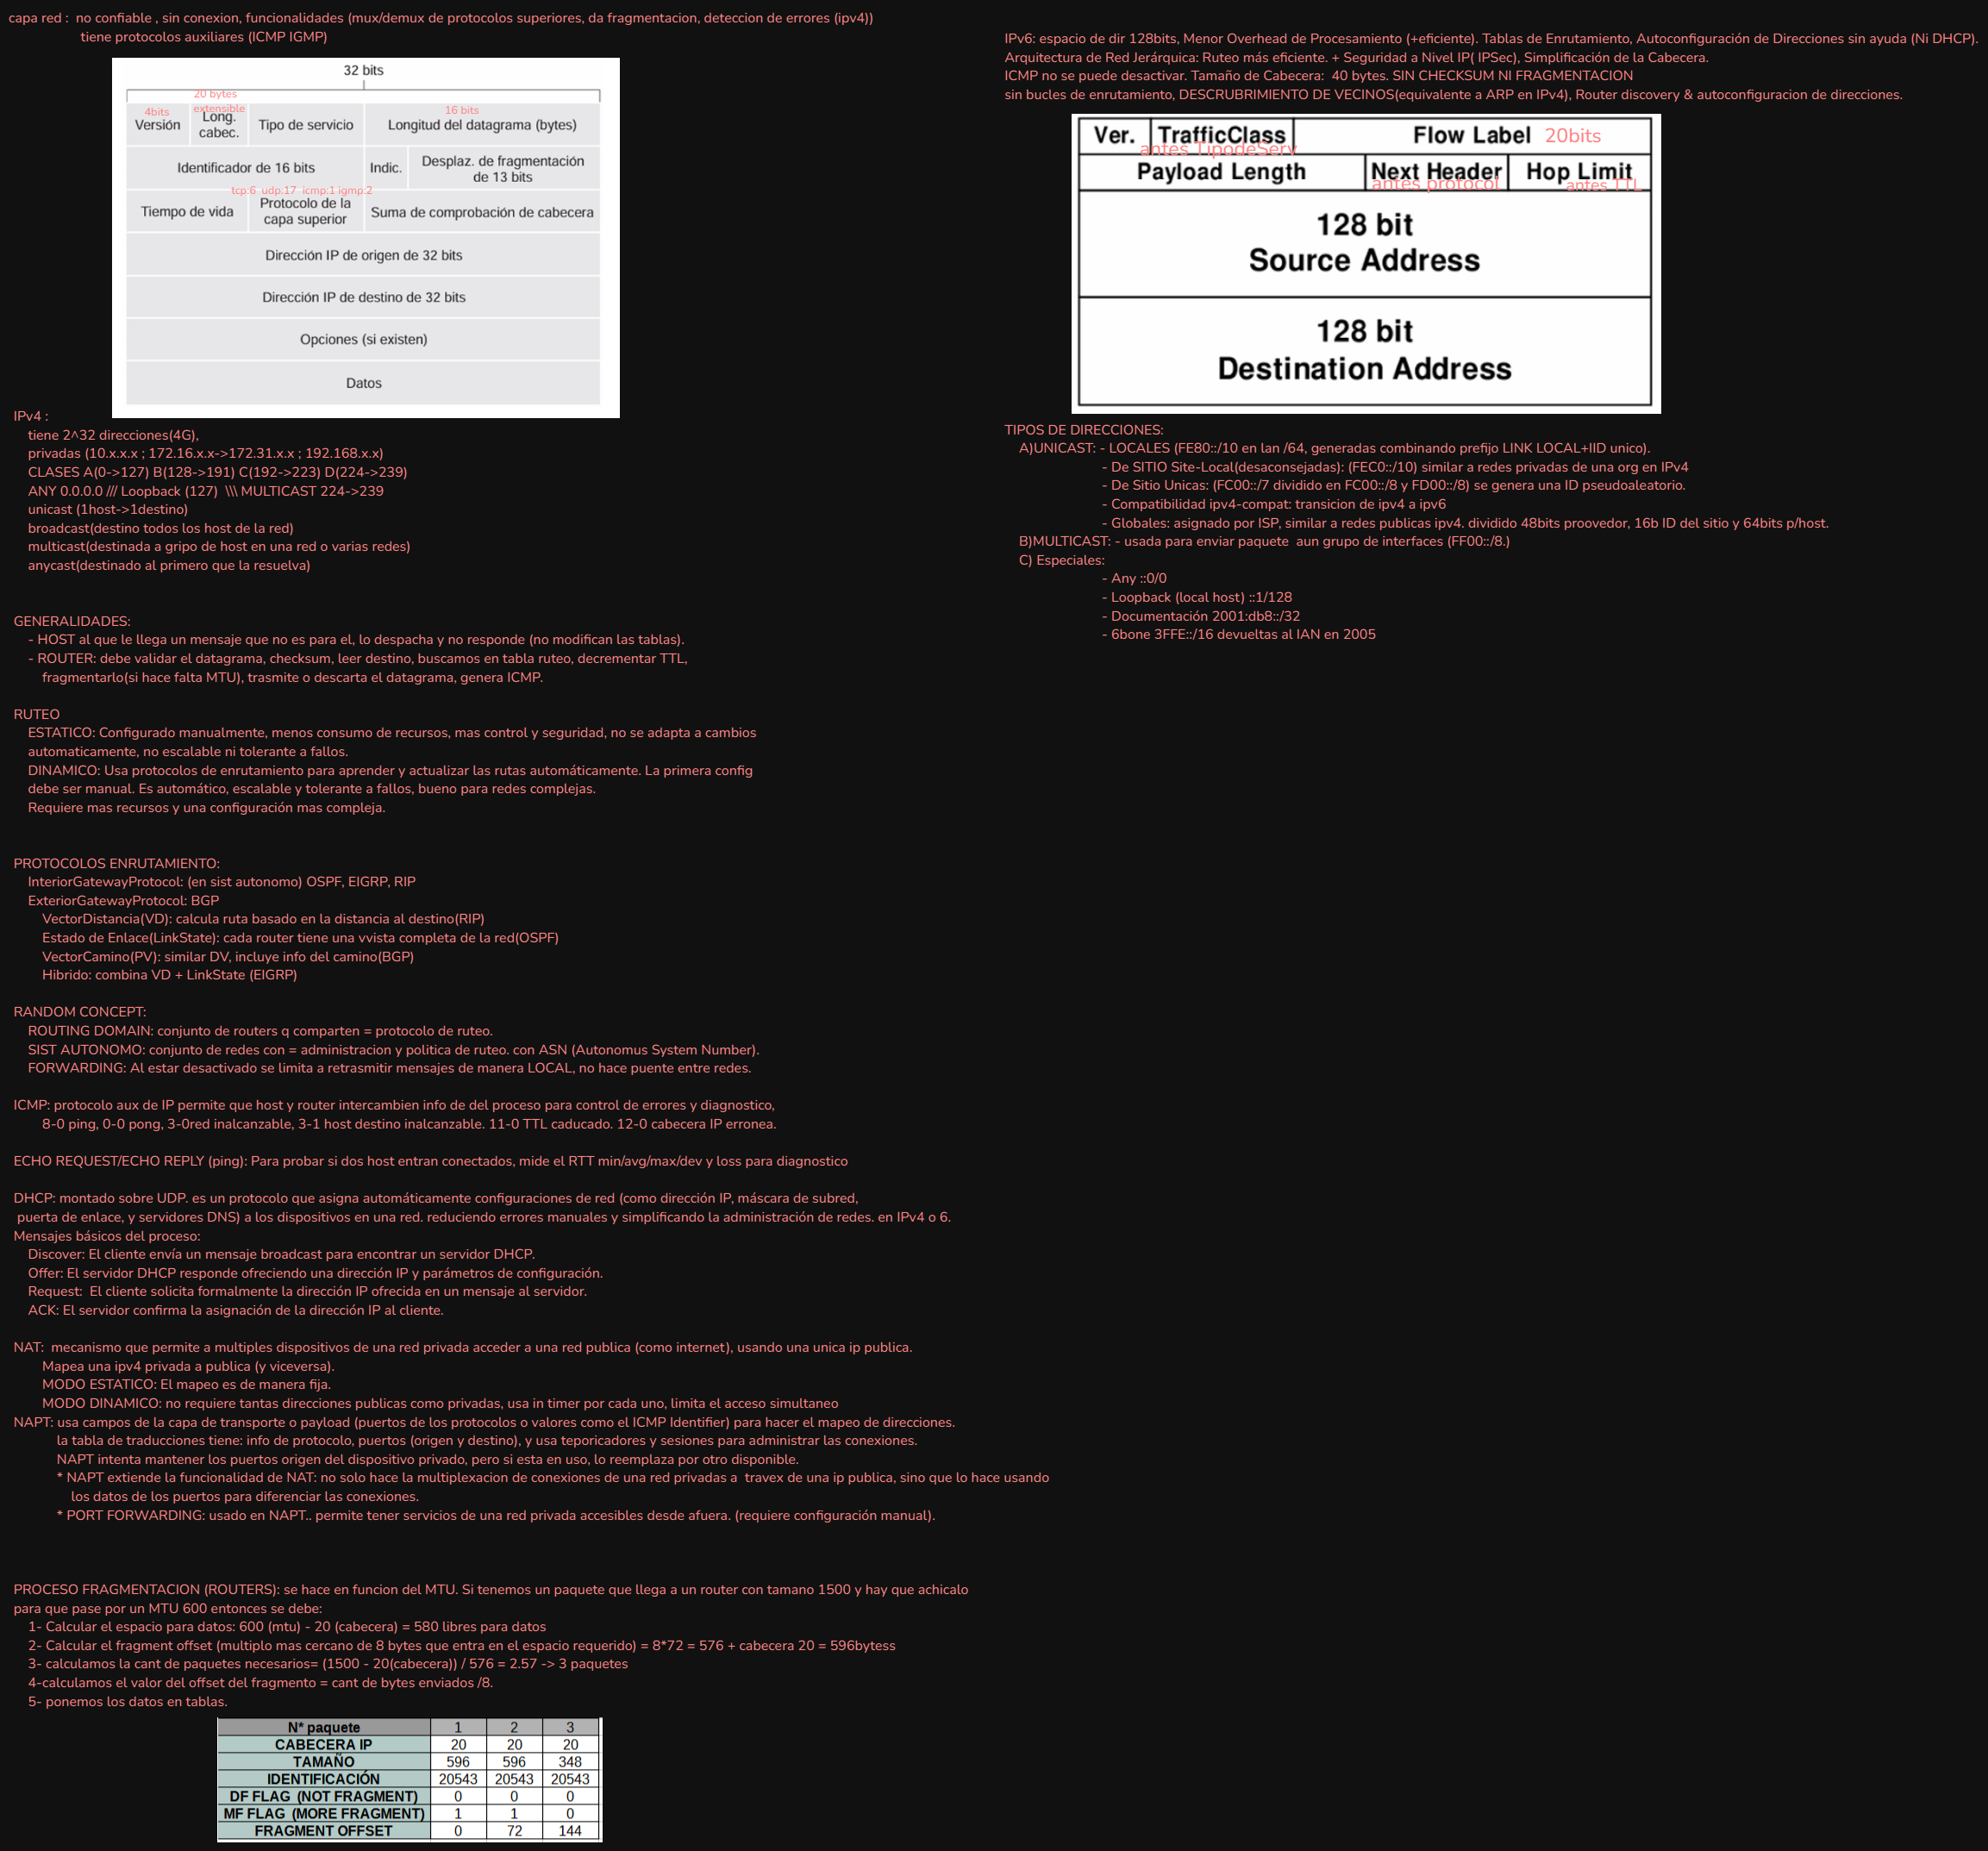 capa red :  no confiable , sin conexion, funcionalidades (mux/demux de protocolos superiores, da fragmentacion, deteccion de errores (ipv4))
tiene protocolos auxiliares (ICMP IGMP)
32 bits
20 bytes
extensible
4bits
16 bits
Versión
Long. cabec.
Tipo de servicio
Longitud del datagrama (bytes)
Identificador de 16 bits
Indic.
Desplaz. de fragmentación de 13 bits
tcp:6  udp:17  icmp:1 igmp:2
Tiempo de vida
Protocolo de la capa superior
Suma de comprobación de cabecera
Dirección IP de origen de 32 bits
Dirección IP de destino de 32 bits
Opciones (si existen)
Datos
IPv4 :
tiene 2^32 direcciones(4G),
privadas (10.x.x.x ; 172.16.x.x->172.31.x.x ; 192.168.x.x)
CLASES A(0->127) B(128->191) C(192->223) D(224->239)
ANY 0.0.0.0 /// Loopback (127)  \\\ MULTICAST 224->239
unicast (1host->1destino)
broadcast(destino todos los host de la red)
multicast(destinada a gripo de host en una red o varias redes)
anycast(destinado al primero que la resuelva)
GENERALIDADES:
- HOST al que le llega un mensaje que no es para el, lo despacha y no responde (no modifican las tablas).
- ROUTER: debe validar el datagrama, checksum, leer destino, buscamos en tabla ruteo, decrementar TTL,
fragmentarlo(si hace falta MTU), trasmite o descarta el datagrama, genera ICMP.
RUTEO
ESTATICO: Configurado manualmente, menos consumo de recursos, mas control y seguridad, no se adapta a cambios
automaticamente, no escalable ni tolerante a fallos.
DINAMICO: Usa protocolos de enrutamiento para aprender y actualizar las rutas automáticamente. La primera config
debe ser manual. Es automático, escalable y tolerante a fallos, bueno para redes complejas.
Requiere mas recursos y una configuración mas compleja.
PROTOCOLOS ENRUTAMIENTO:
InteriorGatewayProtocol: (en sist autonomo) OSPF, EIGRP, RIP
ExteriorGatewayProtocol: BGP
VectorDistancia(VD): calcula ruta basado en la distancia al destino(RIP)
Estado de Enlace(LinkState): cada router tiene una vvista completa de la red(OSPF)
VectorCamino(PV): similar DV, incluye info del camino(BGP)
Hibrido: combina VD + LinkState (EIGRP)
RANDOM CONCEPT:
ROUTING DOMAIN: conjunto de routers q comparten = protocolo de ruteo.
SIST AUTONOMO: conjunto de redes con = administracion y politica de ruteo. con ASN (Autonomus System Number).
FORWARDING: Al estar desactivado se limita a retrasmitir mensajes de manera LOCAL, no hace puente entre redes.
ICMP: protocolo aux de IP permite que host y router intercambien info de del proceso para control de errores y diagnostico,
8-0 ping, 0-0 pong, 3-0red inalcanzable, 3-1 host destino inalcanzable. 11-0 TTL caducado. 12-0 cabecera IP erronea.
ECHO REQUEST/ECHO REPLY (ping): Para probar si dos host entran conectados, mide el RTT min/avg/max/dev y loss para diagnostico
DHCP: montado sobre UDP. es un protocolo que asigna automáticamente configuraciones de red (como dirección IP, máscara de subred,
puerta de enlace, y servidores DNS) a los dispositivos en una red. reduciendo errores manuales y simplificando la administración de redes. en IPv4 o 6.
Mensajes básicos del proceso:
Discover: El cliente envía un mensaje broadcast para encontrar un servidor DHCP.
Offer: El servidor DHCP responde ofreciendo una dirección IP y parámetros de configuración.
Request:  El cliente solicita formalmente la dirección IP ofrecida en un mensaje al servidor.
ACK: El servidor confirma la asignación de la dirección IP al cliente.
NAT:  mecanismo que permite a multiples dispositivos de una red privada acceder a una red publica (como internet), usando una unica ip publica.
Mapea una ipv4 privada a publica (y viceversa).
MODO ESTATICO: El mapeo es de manera fija.
MODO DINAMICO: no requiere tantas direcciones publicas como privadas, usa in timer por cada uno, limita el acceso simultaneo
NAPT: usa campos de la capa de transporte o payload (puertos de los protocolos o valores como el ICMP Identifier) para hacer el mapeo de direcciones.
la tabla de traducciones tiene: info de protocolo, puertos (origen y destino), y usa teporicadores y sesiones para administrar las conexiones.
NAPT intenta mantener los puertos origen del dispositivo privado, pero si esta en uso, lo reemplaza por otro disponible.
* NAPT extiende la funcionalidad de NAT: no solo hace la multiplexacion de conexiones de una red privadas a  travex de una ip publica, sino que lo hace usando
los datos de los puertos para diferenciar las conexiones.
* PORT FORWARDING: usado en NAPT.. permite tener servicios de una red privada accesibles desde afuera. (requiere configuración manual).
PROCESO FRAGMENTACION (ROUTERS): se hace en funcion del MTU. Si tenemos un paquete que llega a un router con tamano 1500 y hay que achicalo
para que pase por un MTU 600 entonces se debe:
1- Calcular el espacio para datos: 600 (mtu) - 20 (cabecera) = 580 libres para datos
2- Calcular el fragment offset (multiplo mas cercano de 8 bytes que entra en el espacio requerido) = 8*72 = 576 + cabecera 20 = 596bytess
3- calculamos la cant de paquetes necesarios= (1500 - 20(cabecera)) / 576 = 2.57 -> 3 paquetes
4-calculamos el valor del offset del fragmento = cant de bytes enviados /8.
5- ponemos los datos en tablas.
N* paquete 1 2 3
CABECERA IP 20 20 20
TAMAÑO 596 596 348
IDENTIFICACIÓN 20543 20543 20543
DF FLAG  (NOT FRAGMENT) 0 0 0
MF FLAG  (MORE FRAGMENT) 1 1 0
FRAGMENT OFFSET 0 72 144
IPv6: espacio de dir 128bits, Menor Overhead de Procesamiento (+eficiente). Tablas de Enrutamiento, Autoconfiguración de Direcciones sin ayuda (Ni DHCP).
Arquitectura de Red Jerárquica: Ruteo más eficiente. + Seguridad a Nivel IP( IPSec), Simplificación de la Cabecera.
ICMP no se puede desactivar. Tamaño de Cabecera:  40 bytes. SIN CHECKSUM NI FRAGMENTACION
sin bucles de enrutamiento, DESCRUBRIMIENTO DE VECINOS(equivalente a ARP en IPv4), Router discovery & autoconfiguracion de direcciones.
Ver.
TrafficClass
Flow Label
20bits
antes TipodeServ
Payload Length
Next Header
Hop Limit
antes protocol
antes TTL
128 bit
Source Address
128 bit
Destination Address
TIPOS DE DIRECCIONES:
A)UNICAST: - LOCALES (FE80::/10 en lan /64, generadas combinando prefijo LINK LOCAL+IID unico).
- De SITIO Site-Local(desaconsejadas): (FEC0::/10) similar a redes privadas de una org en IPv4
- De Sitio Unicas: (FC00::/7 dividido en FC00::/8 y FD00::/8) se genera una ID pseudoaleatorio.
- Compatibilidad ipv4-compat: transicion de ipv4 a ipv6
- Globales: asignado por ISP, similar a redes publicas ipv4. dividido 48bits proovedor, 16b ID del sitio y 64bits p/host.
B)MULTICAST: - usada para enviar paquete  aun grupo de interfaces (FF00::/8.)
C) Especiales:
- Any ::0/0
- Loopback (local host) ::1/128
- Documentación 2001:db8::/32
- 6bone 3FFE::/16 devueltas al IAN en 2005